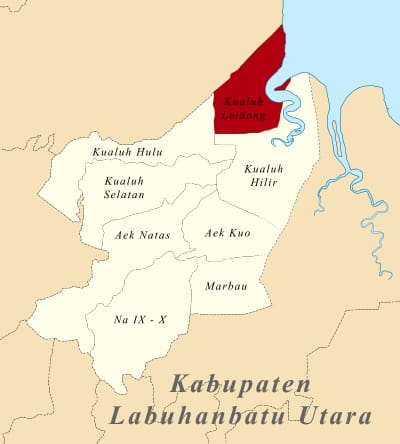 Kualuh
Leidong
Kualuh Hulu
Kualuh
Hilir
Kualuh
Selatan
Aek Natas
Aek Kuo
Marbau
Na IX - X
Kabupaten
Labuhanbatu Utara